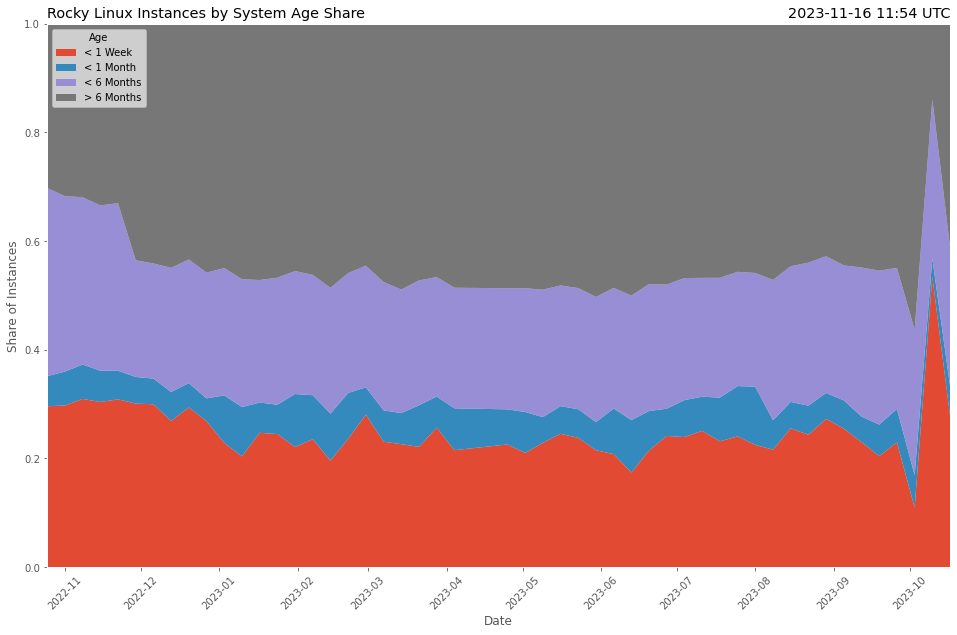 Rocky Linux Instances by System Age Share
2023-11-16 11:54 UTC
Age
< 1 Week
< 1 Month
< 6 Months
> 6 Months
Share of Instances
1.0
0.8
0.6
0.4
0.2
0.0
2022-11
2022-12
2023-01
2023-02
2023-03
2023-04
2023-05
2023-06
2023-07
2023-08
2023-09
2023-10
Date